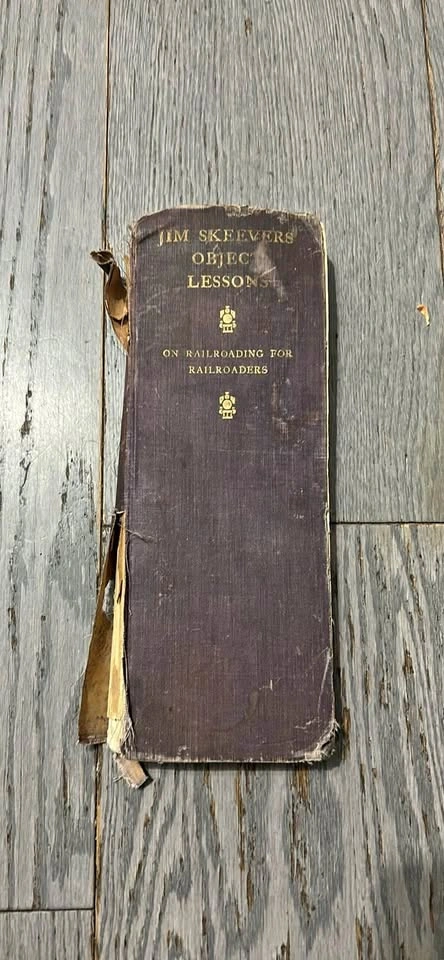 JIM SKEEVERS'
OBJECT
LESSONS
ON RAILROADING FOR
RAILROADERS